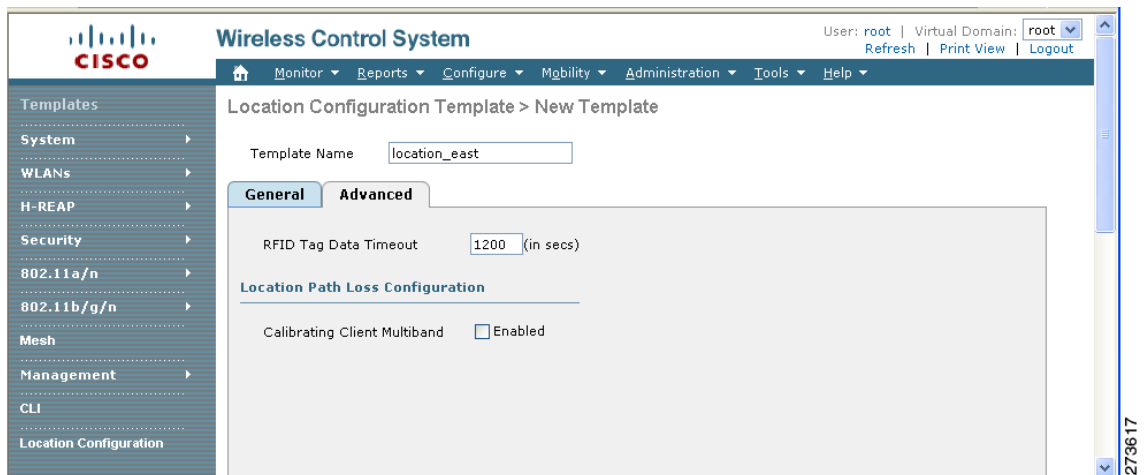 CISCO
Wireless Control System
User: root | Virtual Domain: root
Refresh | Print View | Logout
Monitor Reports Configure Mobility Administration Tools Help
Templates
System
WLANs
H-REAP
Security
802.11a/n
802.11b/g/n
Mesh
Management
CLI
Location Configuration
Location Configuration Template > New Template
Template Name location_east
General Advanced
RFID Tag Data Timeout 1200 (in secs)
Location Path Loss Configuration
Calibrating Client Multiband Enabled
273617